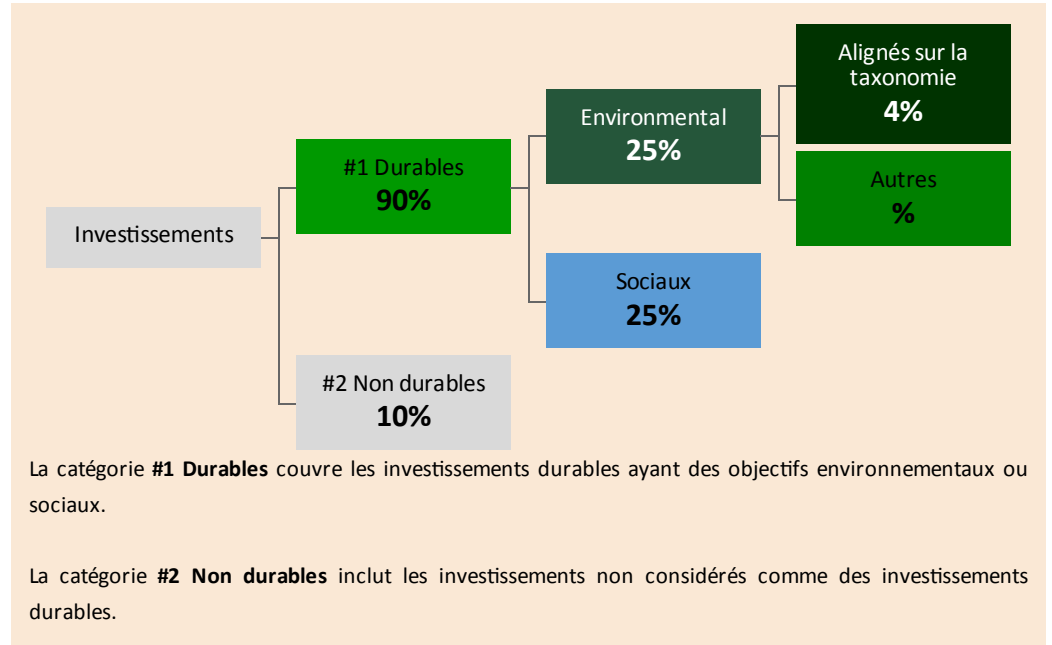 Alignés sur la
taxonomie
4%
Environmental
25%
#1 Durables
90%
Autres
%
Investissements
Sociaux
25%
#2 Non durables
10%
La catégorie #1 Durables couvre les investissements durables ayant des objectifs environnementaux ou
sociaux.
La catégorie #2 Non durables inclut les investissements non considérés comme des investissements
durables.